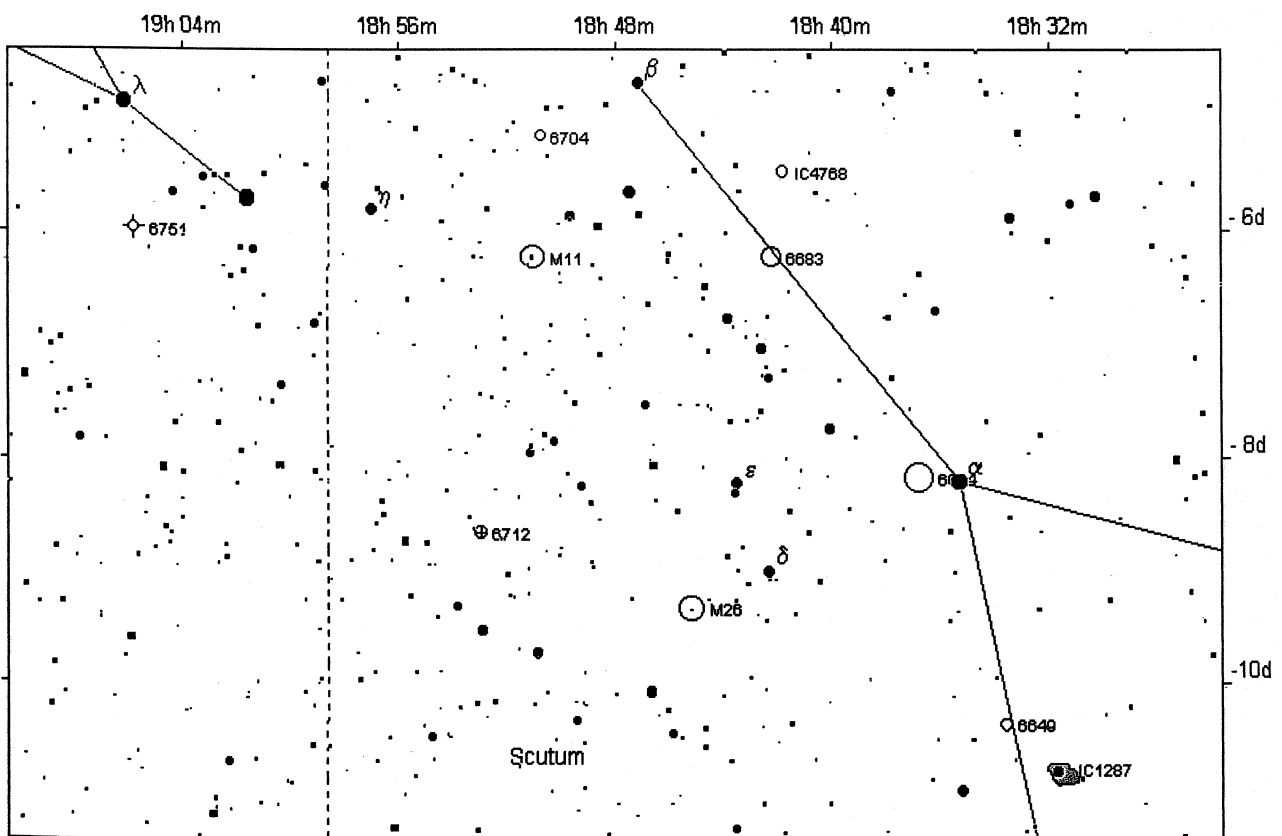 19h 04m 18h 56m 18h 48m 18h 40m 18h 32m
λ
β
6704
IC4768
η
6751
- 6d
M11
6683
- 8d
α
ε
6712
δ
M26
-10d
6649
Scutum
IC1287